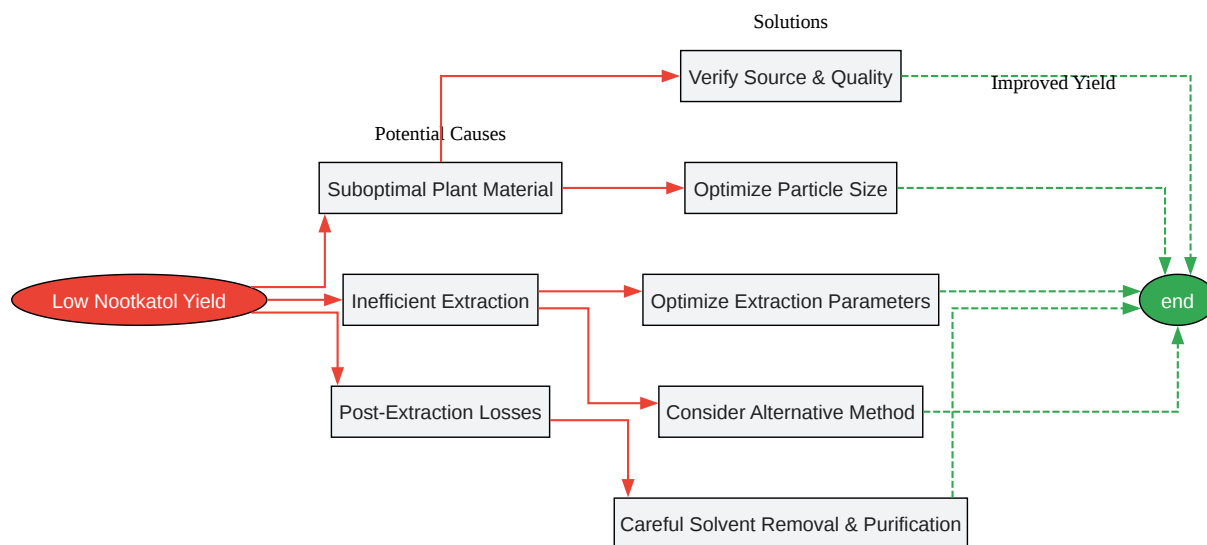 Solutions
Verify Source & Quality
Improved Yield
Potential Causes
Suboptimal Plant Material
Optimize Particle Size
Low Nootkatol Yield
Inefficient Extraction
Optimize Extraction Parameters
end
Post-Extraction Losses
Consider Alternative Method
Careful Solvent Removal & Purification